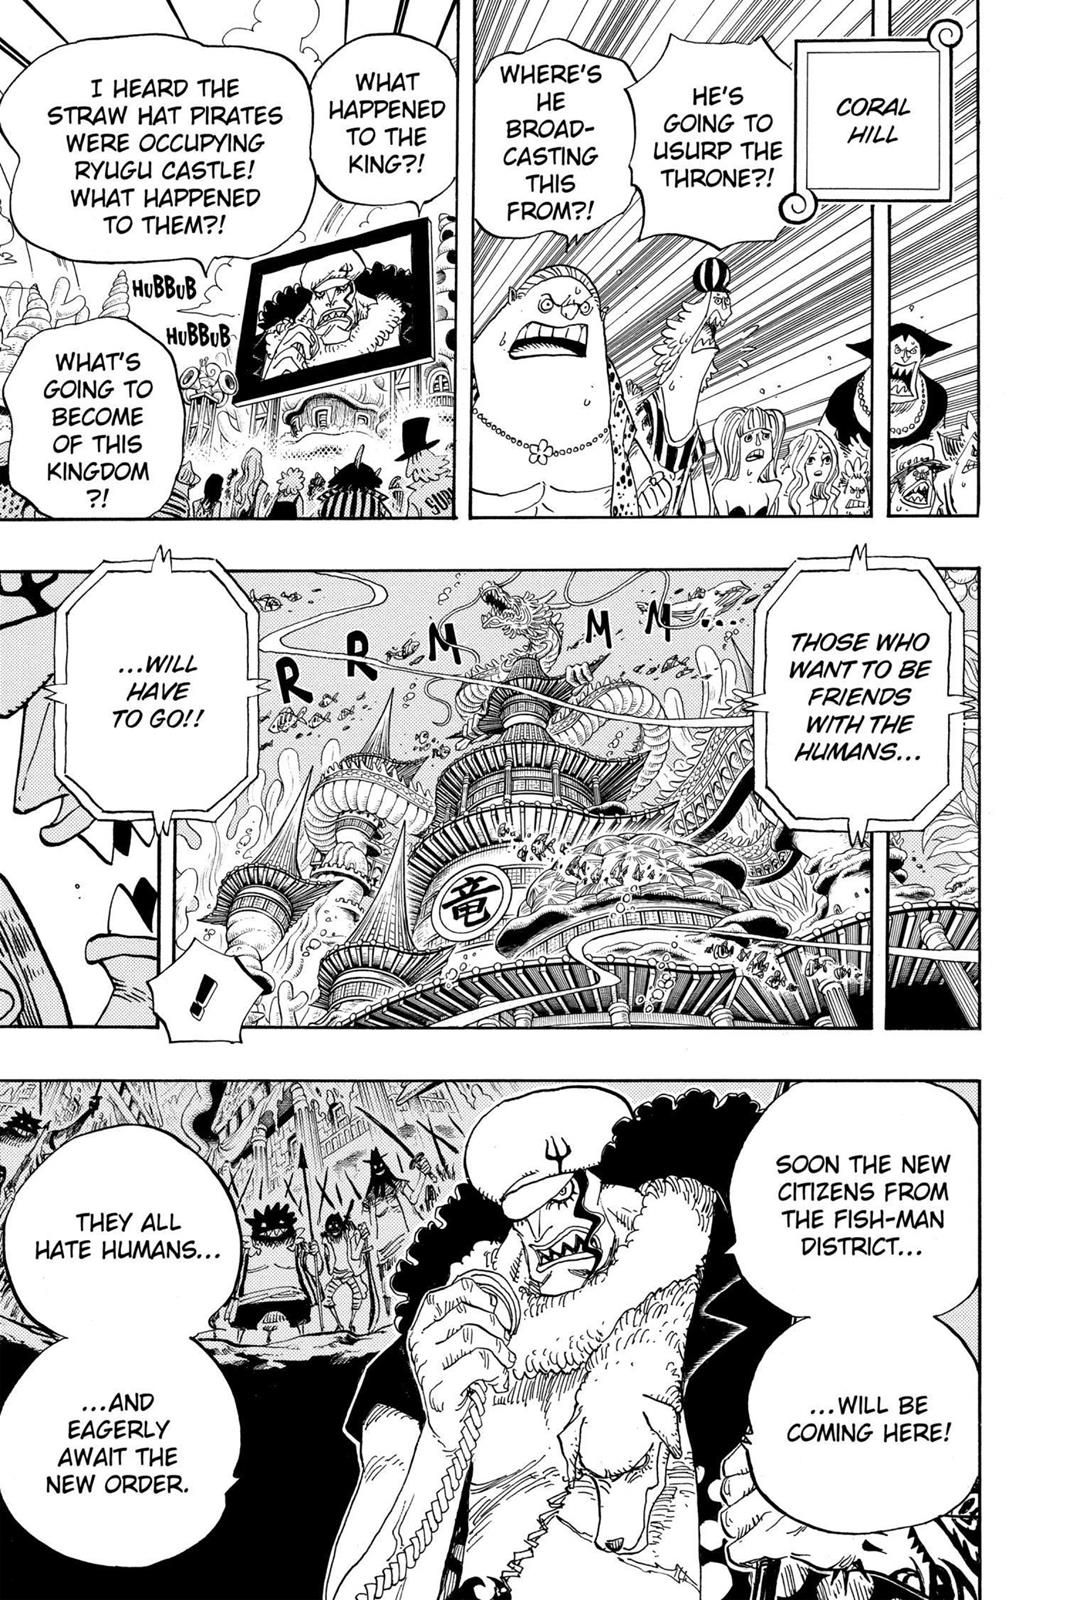 CORAL
HILL
HE'S
GOING TO
USURP THE
THRONE?!
WHERE'S
HE
BROAD-
CASTING
THIS
FROM?!
WHAT
HAPPENED
TO THE
KING?!
I HEARD THE
STRAW HAT PIRATES
WERE OCCUPYING
RYUGU CASTLE!
WHAT HAPPENED
TO THEM?!
HUBBUB
HUBBUB
WHAT'S
GOING TO
BECOME
OF THIS
KINGDOM
?!
THOSE WHO
WANT TO BE
FRIENDS
WITH THE
HUMANS...
RRMMM...
竜
...WILL
HAVE
TO GO!!
!
SOON THE NEW
CITIZENS FROM
THE FISH-MAN
DISTRICT...
...WILL BE
COMING HERE!
THEY ALL
HATE HUMANS...
...AND
EAGERLY
AWAIT THE
NEW ORDER.